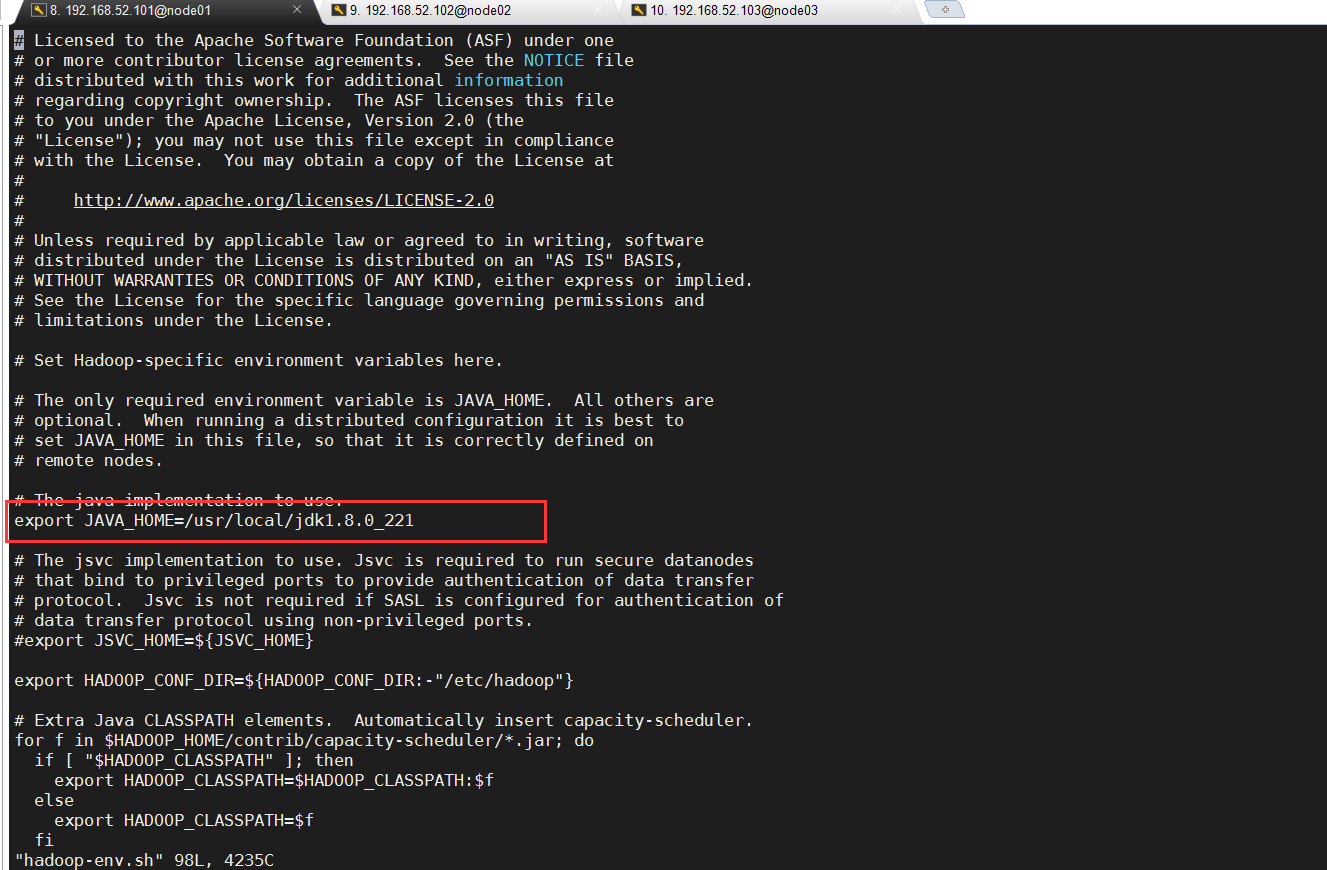 8. 192.168.52.101@node01
9. 192.168.52.102@node02
10. 192.168.52.103@node03
# Licensed to the Apache Software Foundation (ASF) under one
# or more contributor license agreements.  See the NOTICE file
# distributed with this work for additional information
# regarding copyright ownership.  The ASF licenses this file
# to you under the Apache License, Version 2.0 (the
# "License"); you may not use this file except in compliance
# with the License.  You may obtain a copy of the License at
#
#     http://www.apache.org/licenses/LICENSE-2.0
#
# Unless required by applicable law or agreed to in writing, software
# distributed under the License is distributed on an "AS IS" BASIS,
# WITHOUT WARRANTIES OR CONDITIONS OF ANY KIND, either express or implied.
# See the License for the specific language governing permissions and
# limitations under the License.
# Set Hadoop-specific environment variables here.
# The only required environment variable is JAVA_HOME.  All others are
# optional.  When running a distributed configuration it is best to
# set JAVA_HOME in this file, so that it is correctly defined on
# remote nodes.
# The java implementation to use.
export JAVA_HOME=/usr/local/jdk1.8.0_221
# The jsvc implementation to use. Jsvc is required to run secure datanodes
# that bind to privileged ports to provide authentication of data transfer
# protocol.  Jsvc is not required if SASL is configured for authentication of
# data transfer protocol using non-privileged ports.
#export JSVC_HOME=${JSVC_HOME}
export HADOOP_CONF_DIR=${HADOOP_CONF_DIR:-"/etc/hadoop"}
# Extra Java CLASSPATH elements.  Automatically insert capacity-scheduler.
for f in $HADOOP_HOME/contrib/capacity-scheduler/*.jar; do
  if [ "$HADOOP_CLASSPATH" ]; then
    export HADOOP_CLASSPATH=$HADOOP_CLASSPATH:$f
  else
    export HADOOP_CLASSPATH=$f
  fi
"hadoop-env.sh" 98L, 4235C